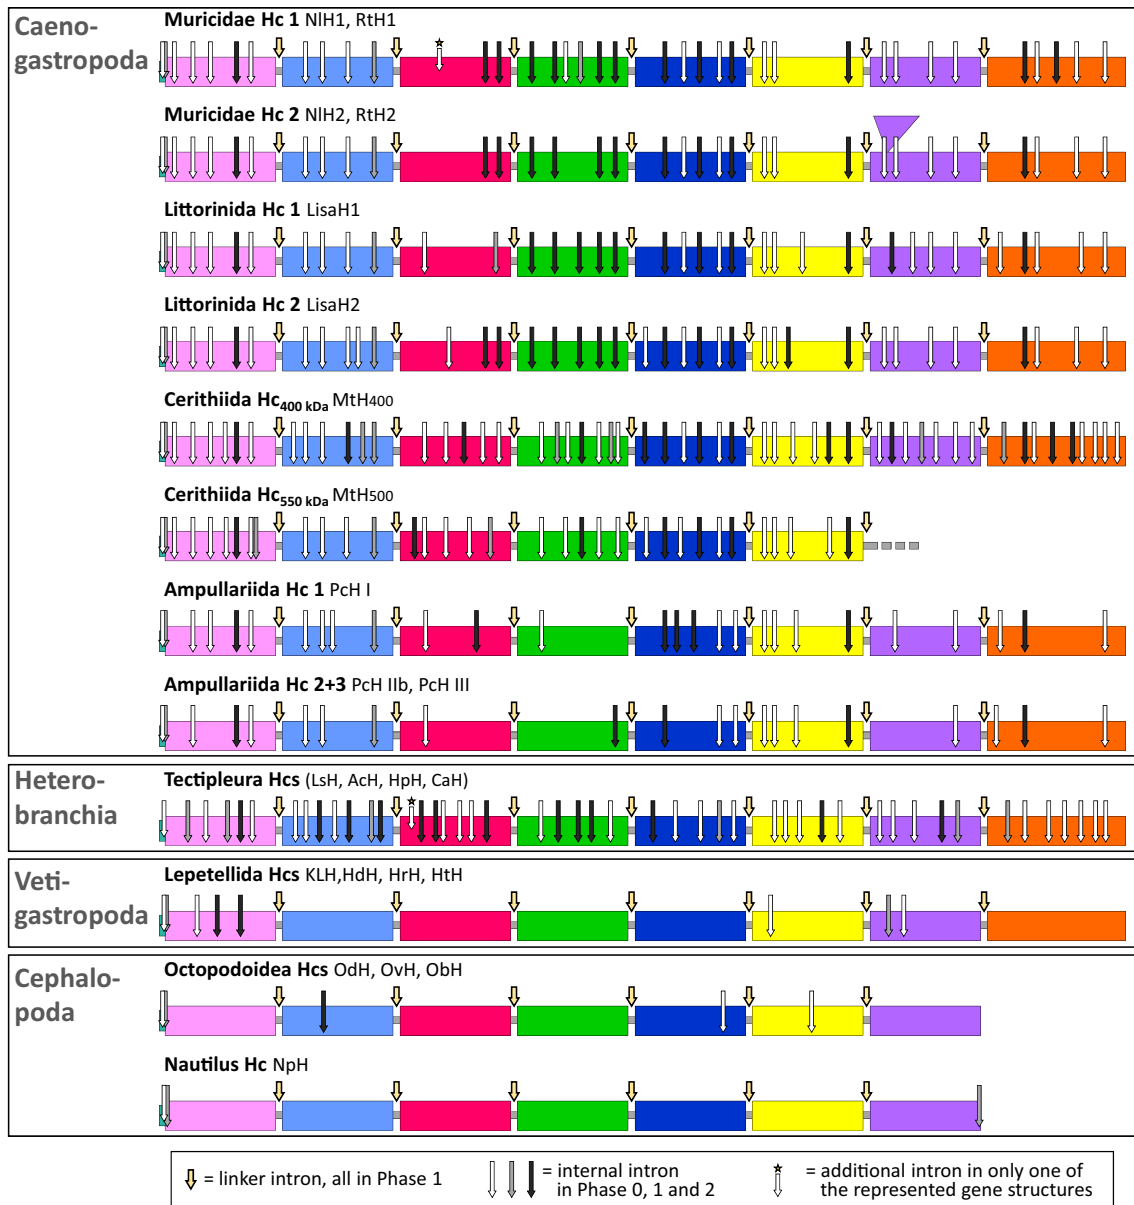 Caeno-
gastropoda
Muricidae Hc 1 NlH1, RtH1
Muricidae Hc 2 NlH2, RtH2
Littorinida Hc 1 LisaH1
Littorinida Hc 2 LisaH2
Cerithiida Hc400 kDa MtH400
Cerithiida Hc550 kDa MtH500
Ampullariida Hc 1 PcH I
Ampullariida Hc 2+3 PcH IIb, PcH III
Hetero-
branchia
Tectipleura Hcs (LsH, AcH, HpH, CaH)
Veti-
gastropoda
Lepetellida Hcs KLH,HdH, HrH, HtH
Cephalo-
poda
Octopodoidea Hcs OdH, OvH, ObH
Nautilus Hc NpH
= linker intron, all in Phase 1
= internal intron
in Phase 0, 1 and 2
= additional intron in only one of
the represented gene structures